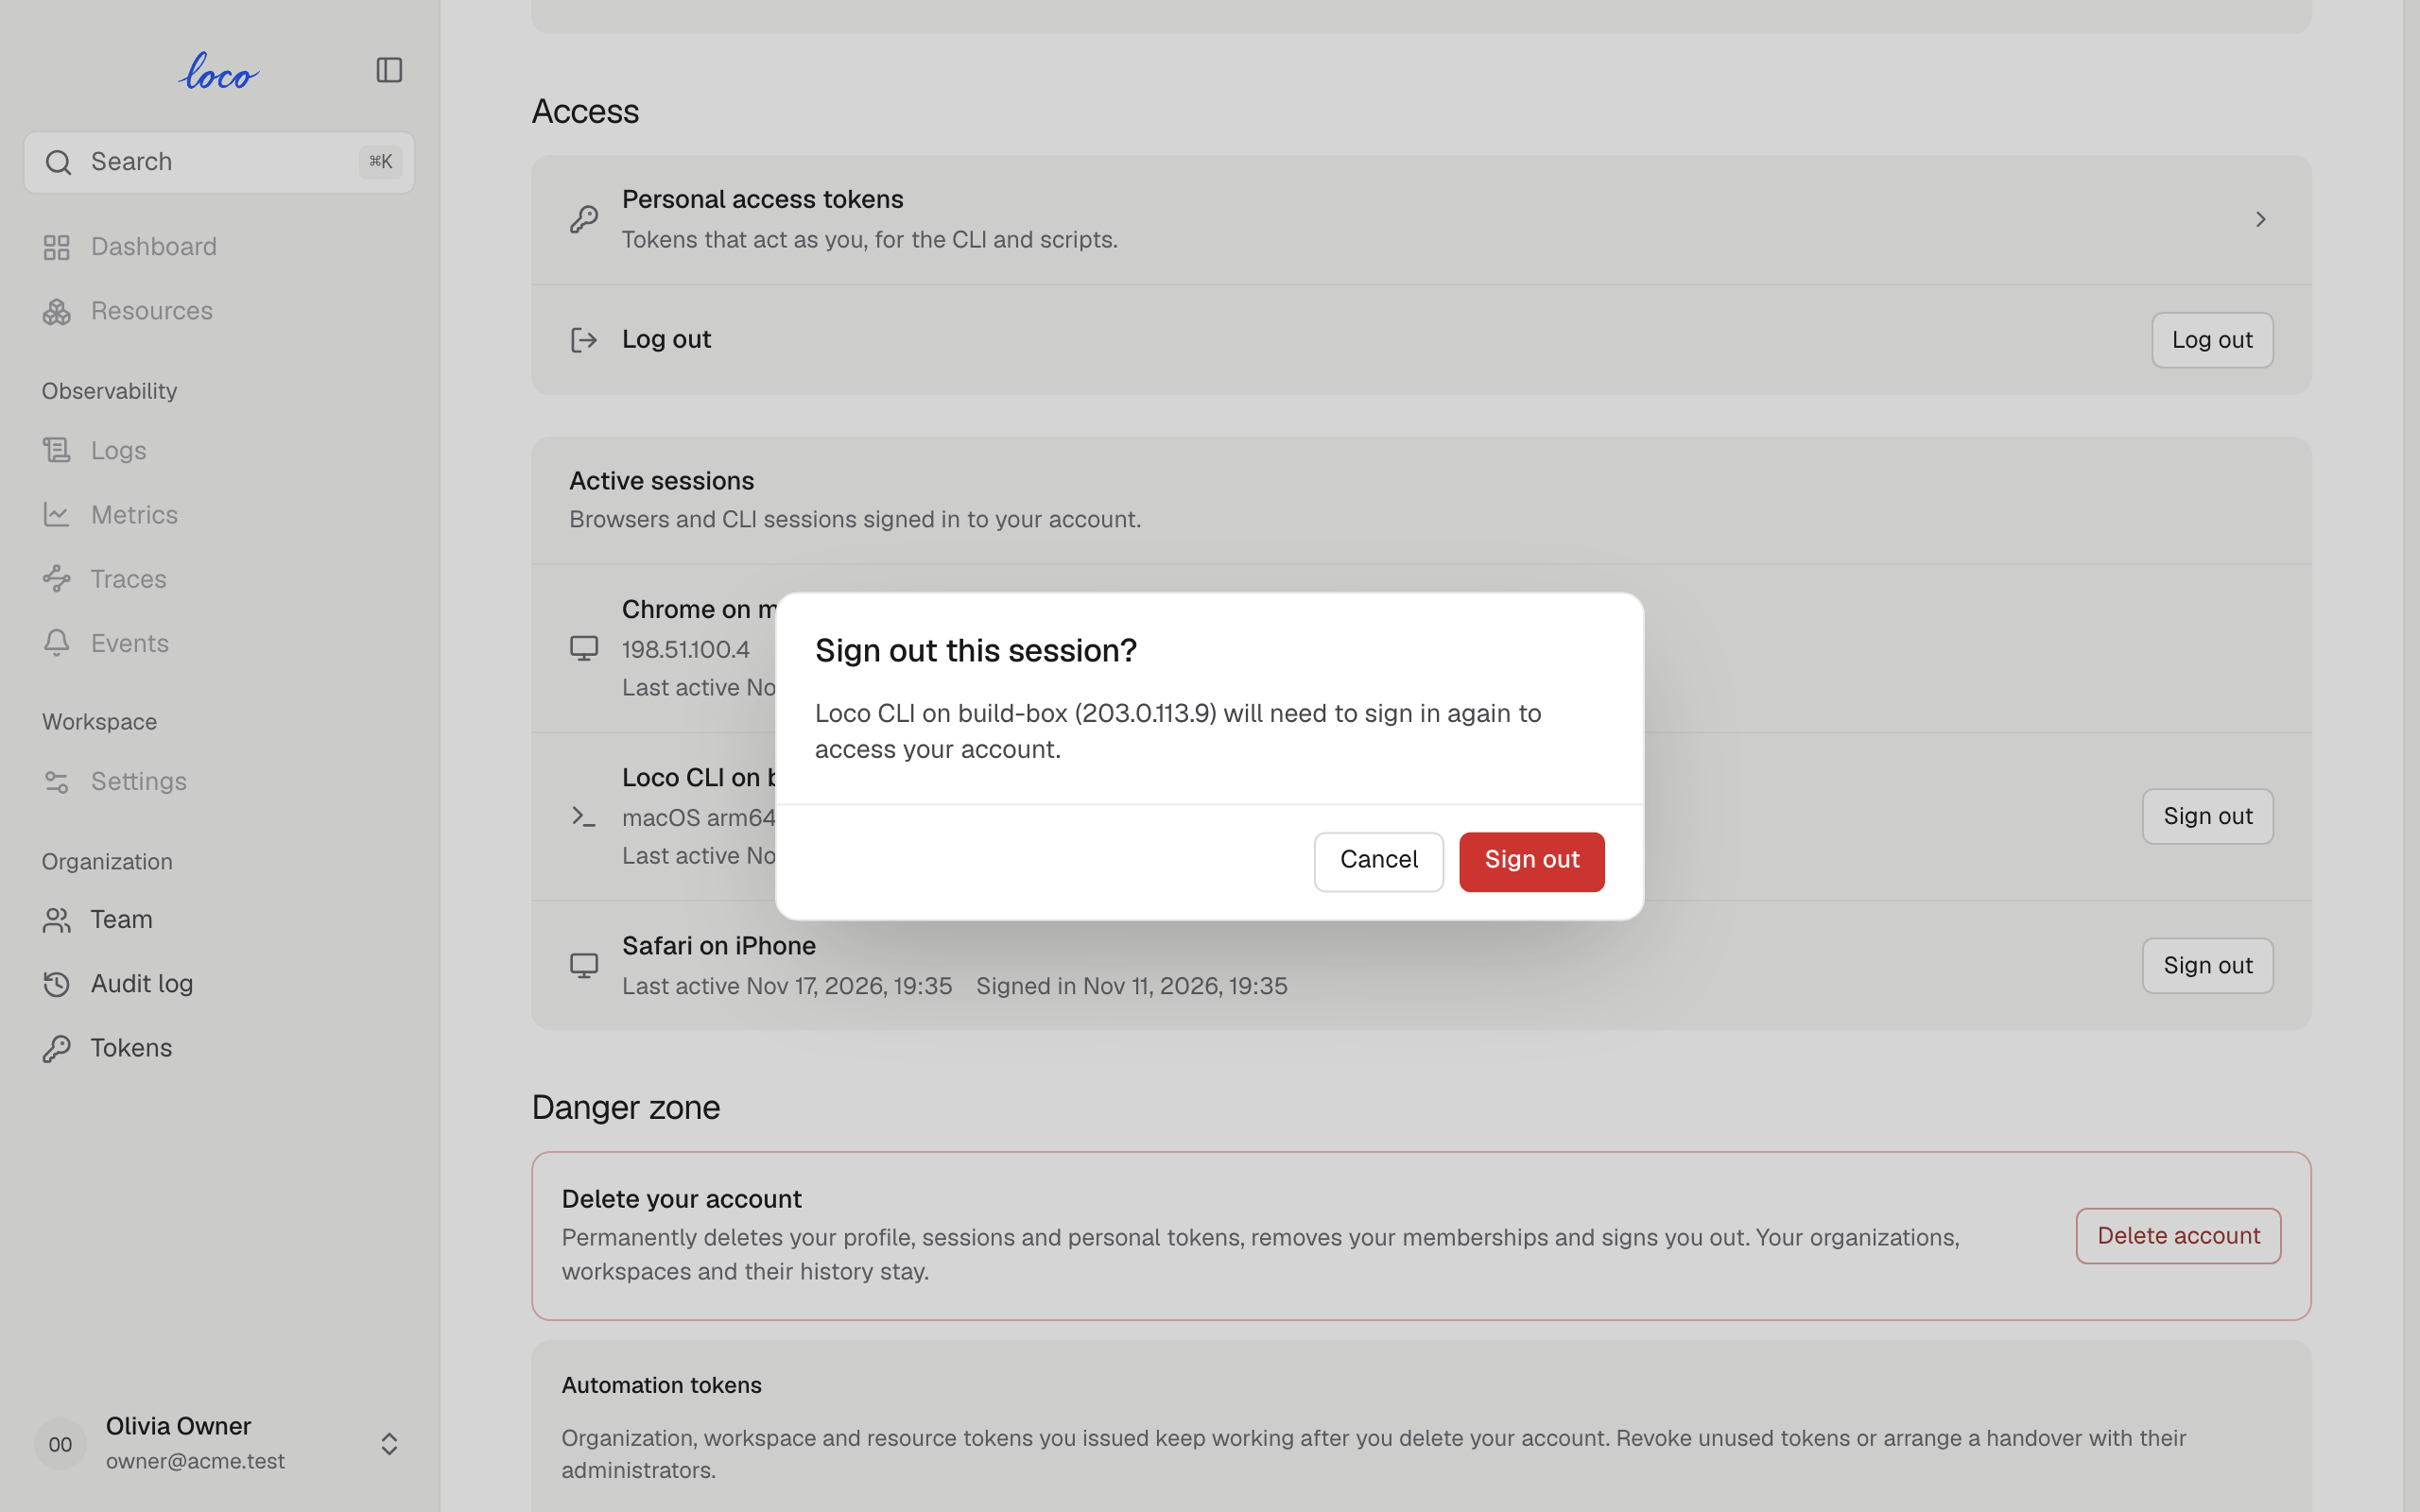 loco
Search ⌘K
Dashboard
Resources
Observability
Logs
Metrics
Traces
Events
Workspace
Settings
Organization
Team
Audit log
Tokens
OO Olivia Owner
owner@acme.test
Access
Personal access tokens
Tokens that act as you, for the CLI and scripts.
Log out Log out
Active sessions
Browsers and CLI sessions signed in to your account.
Chrome on
198.51.100.4
Last active
Loco CLI on
macOS arm64
Last active
Sign out
Safari on iPhone
Last active Nov 17, 2026, 19:35 Signed in Nov 11, 2026, 19:35
Sign out
Sign out this session?
Loco CLI on build-box (203.0.113.9) will need to sign in again to
access your account.
Cancel Sign out
Danger zone
Delete your account
Permanently deletes your profile, sessions and personal tokens, removes your memberships and signs you out. Your organizations,
workspaces and their history stay.
Delete account
Automation tokens
Organization, workspace and resource tokens you issued keep working after you delete your account. Revoke unused tokens or arrange a handover with their
administrators.